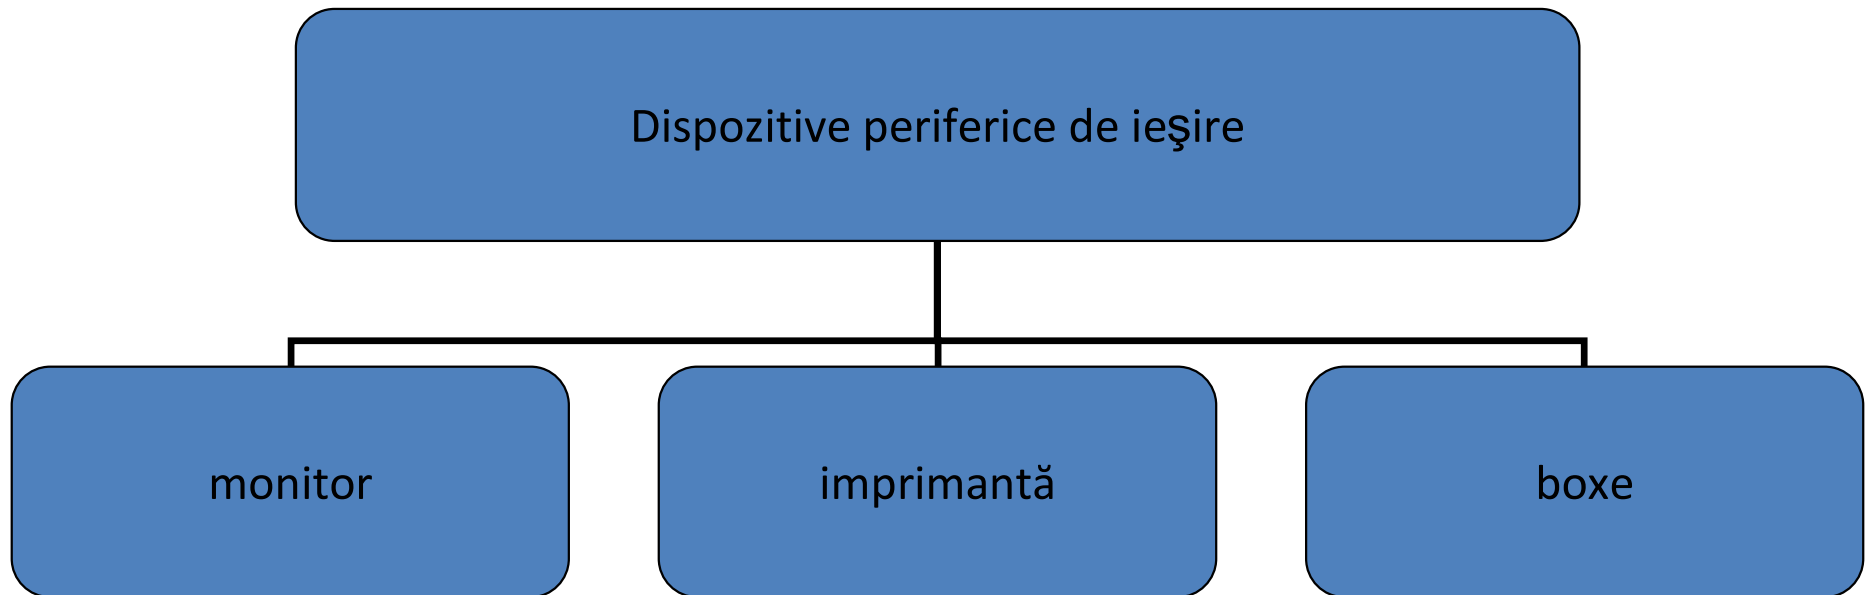 Dispozitive periferice de ieşire
monitor
imprimantă
boxe